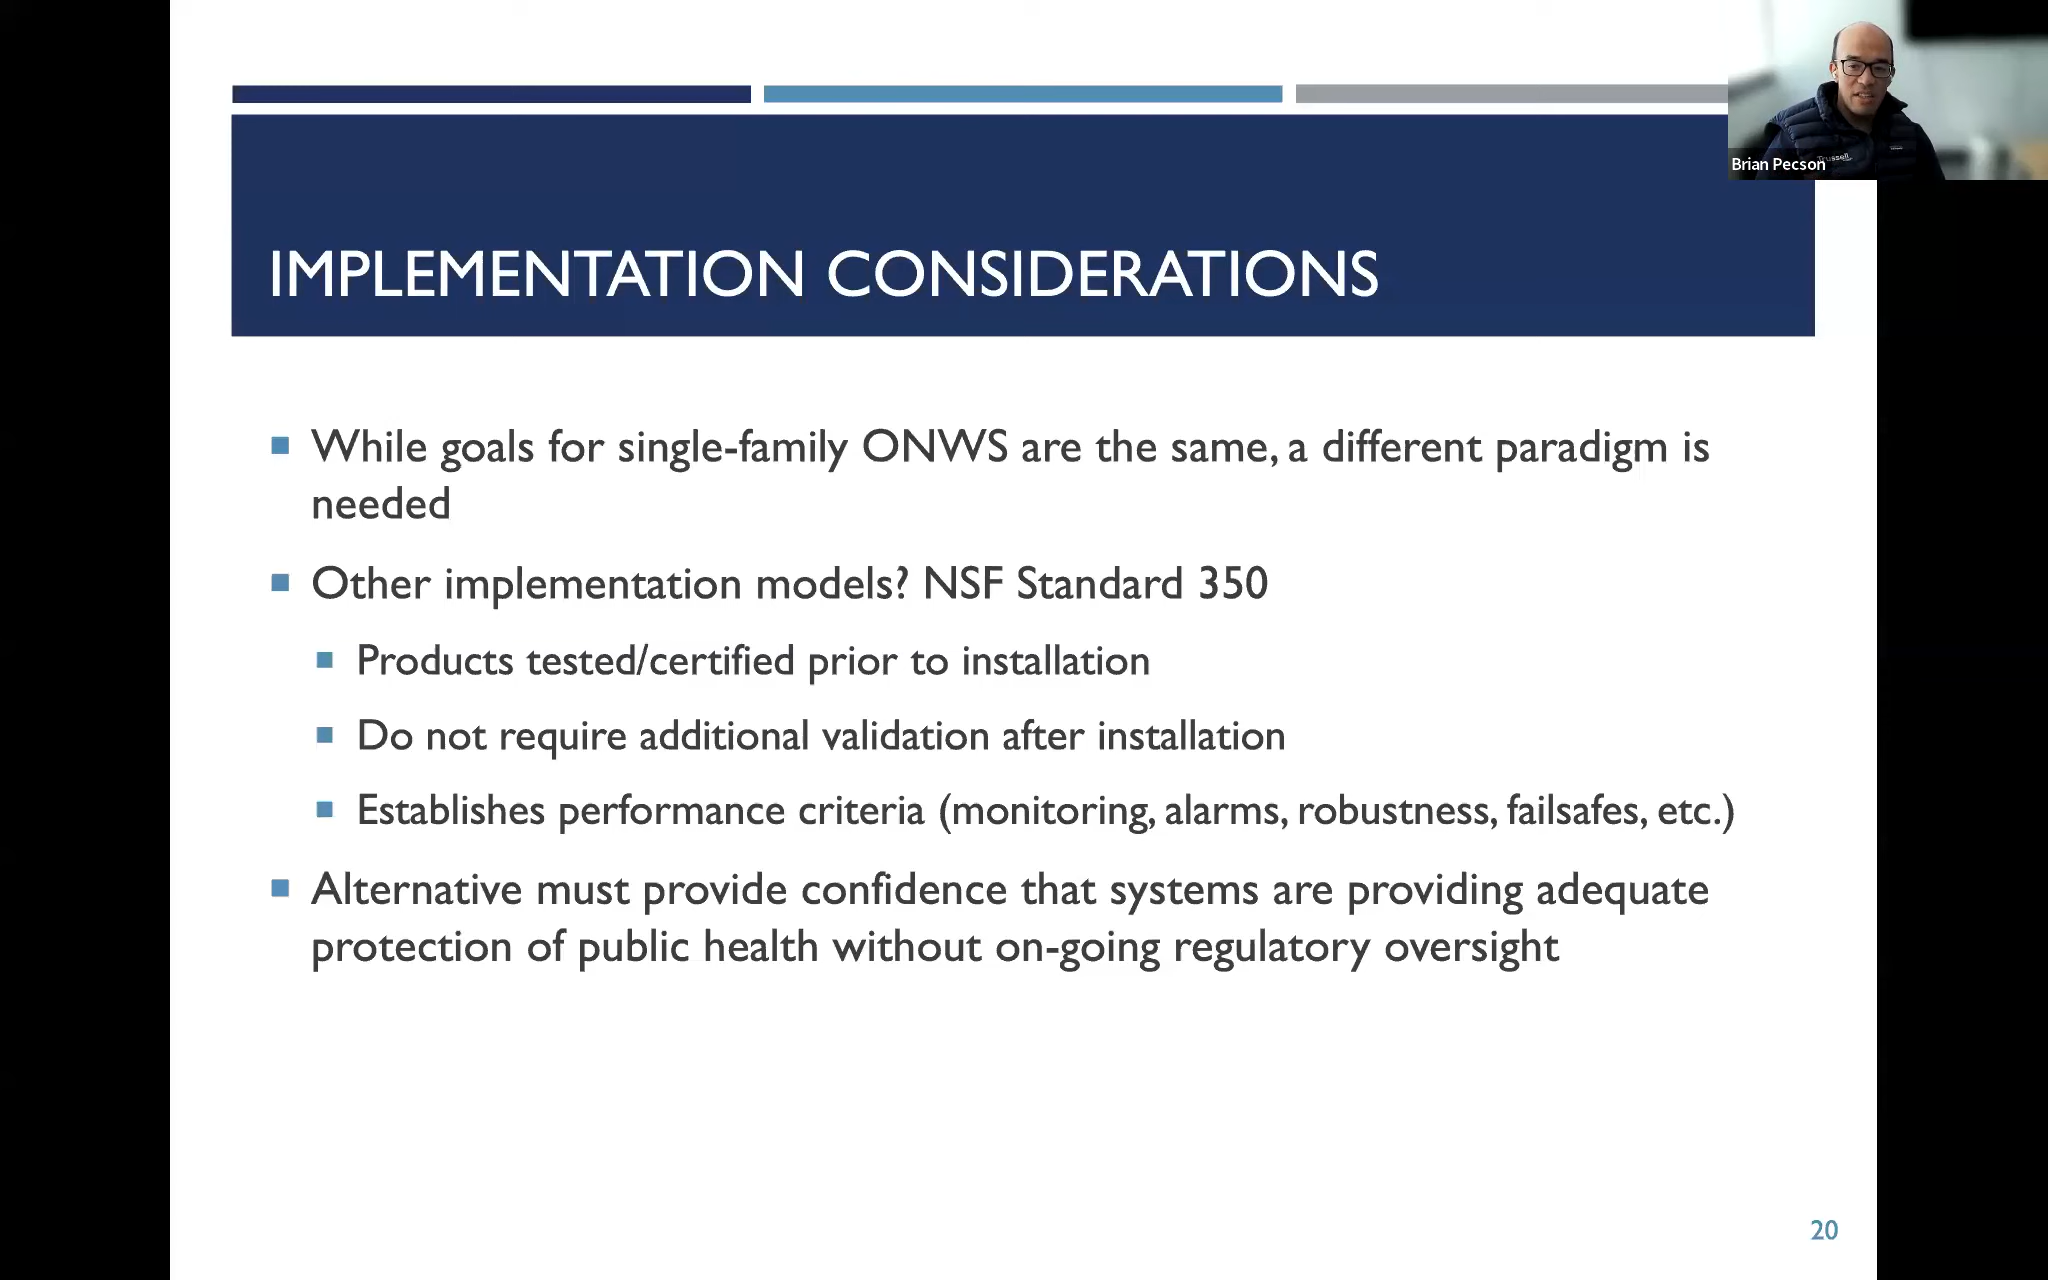 Brian Pecson
IMPLEMENTATION CONSIDERATIONS
While goals for single-family ONWS are the same, a different paradigm is
needed
Other implementation models? NSF Standard 350
Products tested/certified prior to installation
Do not require additional validation after installation
Establishes performance criteria (monitoring, alarms, robustness, failsafes, etc.)
Alternative must provide confidence that systems are providing adequate
protection of public health without on-going regulatory oversight
20